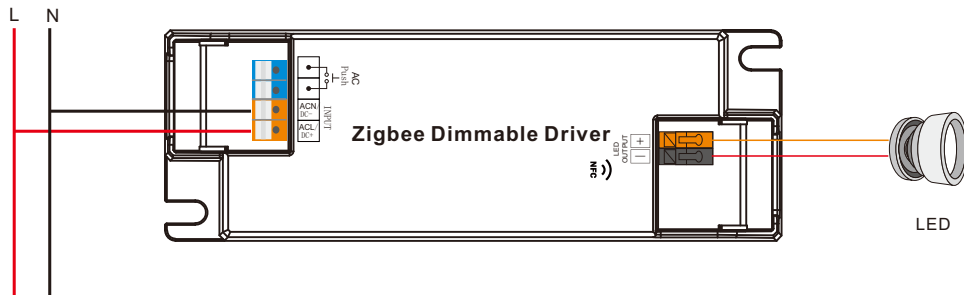 L N
AC
Push
ACN/
DC-
ACL/
DC+
INPUT
Zigbee Dimmable Driver
LED
OUTPUT
+
—
NFC
LED